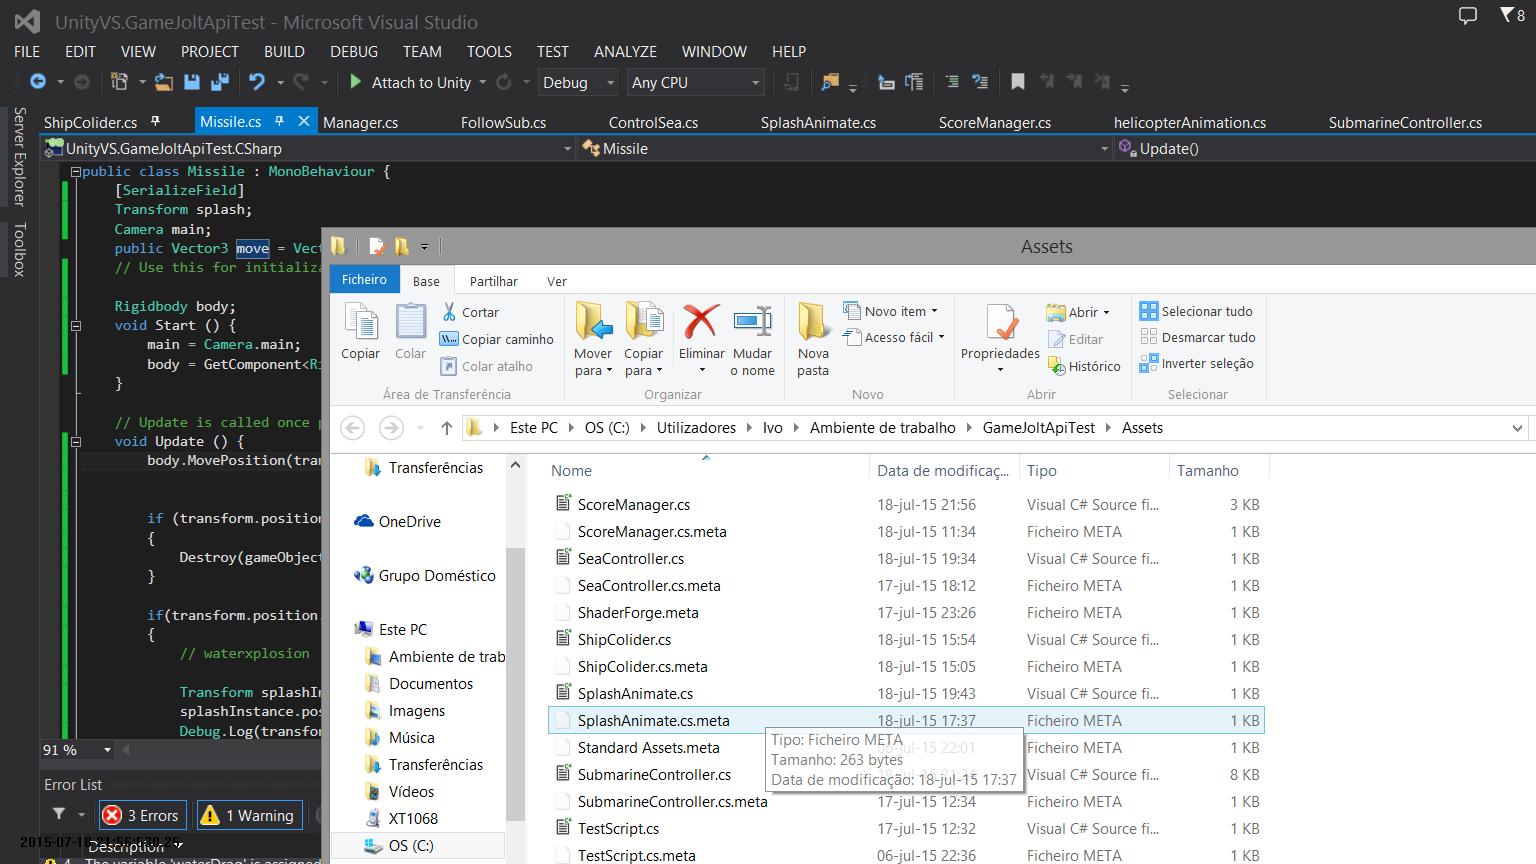 UnityVS.GameJoltApiTest - Microsoft Visual Studio
8
FILE EDIT VIEW PROJECT BUILD DEBUG TEAM TOOLS TEST ANALYZE WINDOW HELP
Attach to Unity Debug Any CPU
Server Explorer
Toolbox
ShipColider.cs Missile.cs Manager.cs FollowSub.cs ControlSea.cs SplashAnimate.cs ScoreManager.cs helicopterAnimation.cs SubmarineController.cs
UnityVS.GameJoltApiTest.CSharp Missile Update()
public class Missile : MonoBehaviour {
[SerializeField]
Transform splash;
Camera main;
public Vector3 move = Vect
// Use this for initializa
Rigidbody body;
void Start () {
main = Camera.main;
body = GetComponent<Ri
}
// Update is called once p
void Update () {
body.MovePosition(tran
if (transform.position
{
Destroy(gameObject
}
if(transform.position.
{
// waterxplosion
Transform splashIn
splashInstance.pos
Debug.Log(transfor
91 %
Error List
3 Errors 1 Warning
2015-07-18 21:56:5
Description
The variable 'waterDrag' is assigned
Assets
Ficheiro Base Partilhar Ver
Copiar
Colar
Cortar
Copiar caminho
Colar atalho
Área de Transferência
Mover para
Copiar para
Eliminar
Mudar o nome
Organizar
Nova pasta
Novo item
Acesso fácil
Novo
Propriedades
Abrir
Editar
Histórico
Abrir
Selecionar tudo
Desmarcar tudo
Inverter seleção
Selecionar
Este PC OS (C:) Utilizadores Ivo Ambiente de trabalho GameJoltApiTest Assets
Transferências
OneDrive
Grupo Doméstico
Este PC
Ambiente de trab
Documentos
Imagens
Música
Transferências
Vídeos
XT1068
OS (C:)
Nome Data de modificaç... Tipo Tamanho
ScoreManager.cs 18-jul-15 21:56 Visual C# Source fi... 3 KB
ScoreManager.cs.meta 18-jul-15 11:34 Ficheiro META 1 KB
SeaController.cs 18-jul-15 19:34 Visual C# Source fi... 1 KB
SeaController.cs.meta 17-jul-15 18:12 Ficheiro META 1 KB
ShaderForge.meta 17-jul-15 23:26 Ficheiro META 1 KB
ShipColider.cs 18-jul-15 15:54 Visual C# Source fi... 1 KB
ShipColider.cs.meta 18-jul-15 15:05 Ficheiro META 1 KB
SplashAnimate.cs 18-jul-15 19:43 Visual C# Source fi... 1 KB
SplashAnimate.cs.meta 18-jul-15 17:37 Ficheiro META 1 KB
Standard Assets.meta 06-jul-15 22:01 Ficheiro META 1 KB
SubmarineController.cs Visual C# Source fi... 8 KB
SubmarineController.cs.meta 17-jul-15 12:34 Ficheiro META 1 KB
TestScript.cs 17-jul-15 12:32 Visual C# Source fi... 1 KB
TestScript.cs.meta 06-jul-15 22:36 Ficheiro META 1 KB
Tipo: Ficheiro META
Tamanho: 263 bytes
Data de modificação: 18-jul-15 17:37